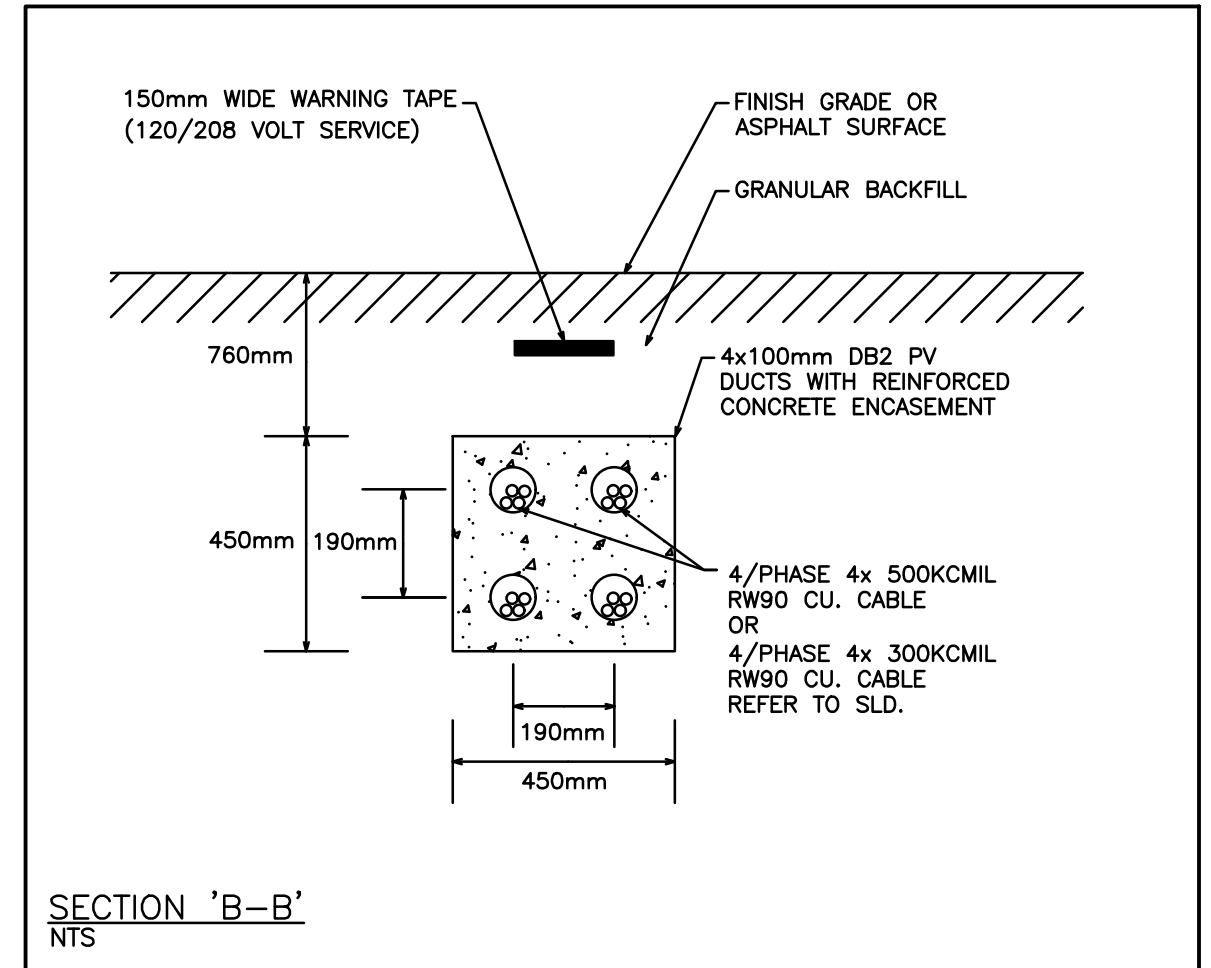 150mm WIDE WARNING TAPE
(120/208 VOLT SERVICE)
FINISH GRADE OR
ASPHALT SURFACE
GRANULAR BACKFILL
760mm
4x100mm DB2 PV
DUCTS WITH REINFORCED
CONCRETE ENCASEMENT
450mm
190mm
4/PHASE 4x 500KCMIL
RW90 CU. CABLE
OR
4/PHASE 4x 300KCMIL
RW90 CU. CABLE
REFER TO SLD.
190mm
450mm
SECTION 'B-B'
NTS